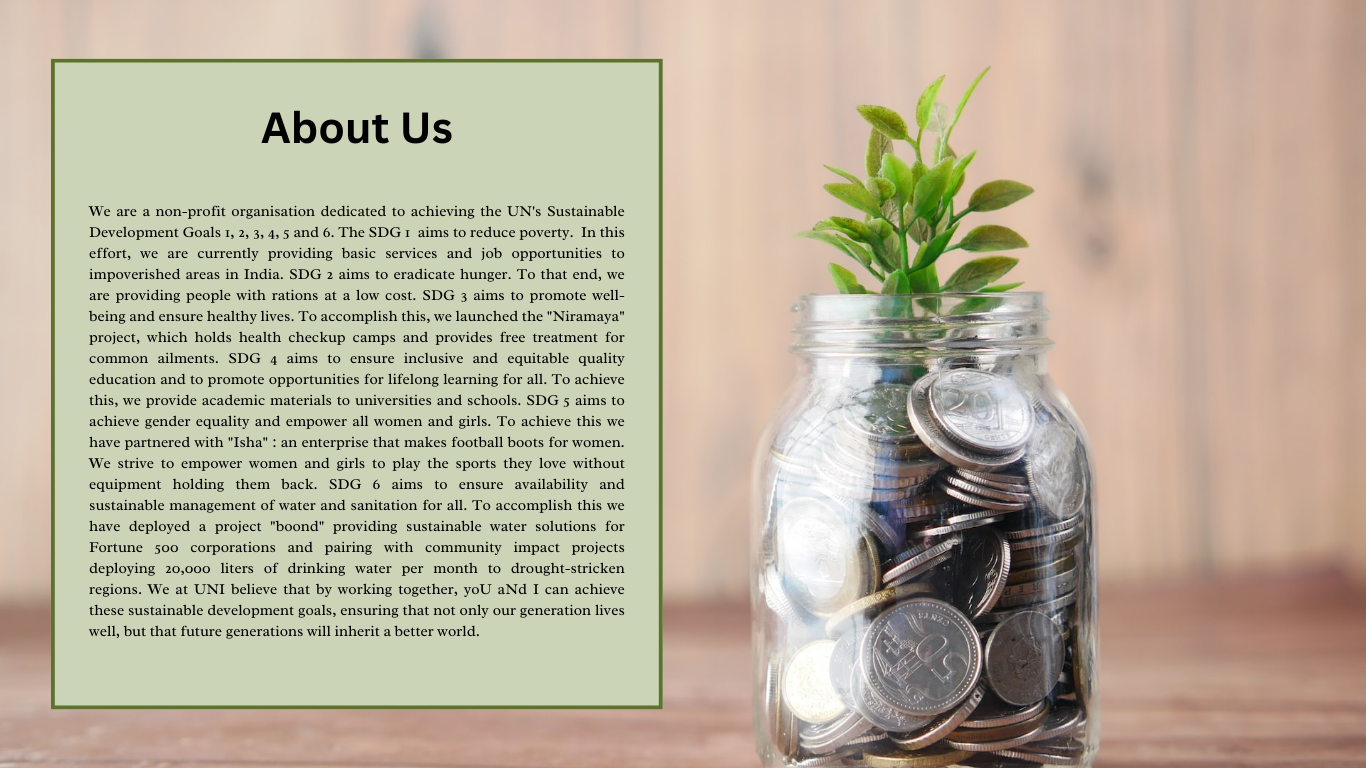 About Us
We are a non-profit organisation dedicated to achieving the UN's Sustainable
Development Goals 1, 2, 3, 4, 5 and 6. The SDG 1  aims to reduce poverty.  In this
effort, we are currently providing basic services and job opportunities to
impoverished areas in India. SDG 2 aims to eradicate hunger. To that end, we
are providing people with rations at a low cost. SDG 3 aims to promote well-
being and ensure healthy lives. To accomplish this, we launched the "Niramaya"
project, which holds health checkup camps and provides free treatment for
common ailments. SDG 4 aims to ensure inclusive and equitable quality
education and to promote opportunities for lifelong learning for all. To achieve
this, we provide academic materials to universities and schools. SDG 5 aims to
achieve gender equality and empower all women and girls. To achieve this we
have partnered with "Isha" : an enterprise that makes football boots for women.
We strive to empower women and girls to play the sports they love without
equipment holding them back. SDG 6 aims to ensure availability and
sustainable management of water and sanitation for all. To accomplish this we
have deployed a project "boond" providing sustainable water solutions for
Fortune 500 corporations and pairing with community impact projects
deploying 20,000 liters of drinking water per month to drought-stricken
regions. We at UNI believe that by working together, yoU aNd I can achieve
these sustainable development goals, ensuring that not only our generation lives
well, but that future generations will inherit a better world.
20
50